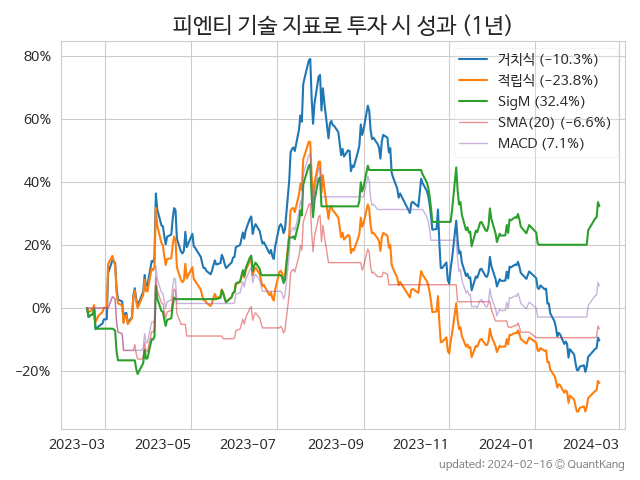 피엔티 기술 지표로 투자 시 성과 (1년)
80%
60%
40%
20%
0%
−20%
거치식 (−10.3%)
적립식 (−23.8%)
SigM (32.4%)
SMA(20) (−6.6%)
MACD (7.1%)
2023-03 2023-05 2023-07 2023-09 2023-11 2024-01 2024-03
updated: 2024-02-16 © QuantKang